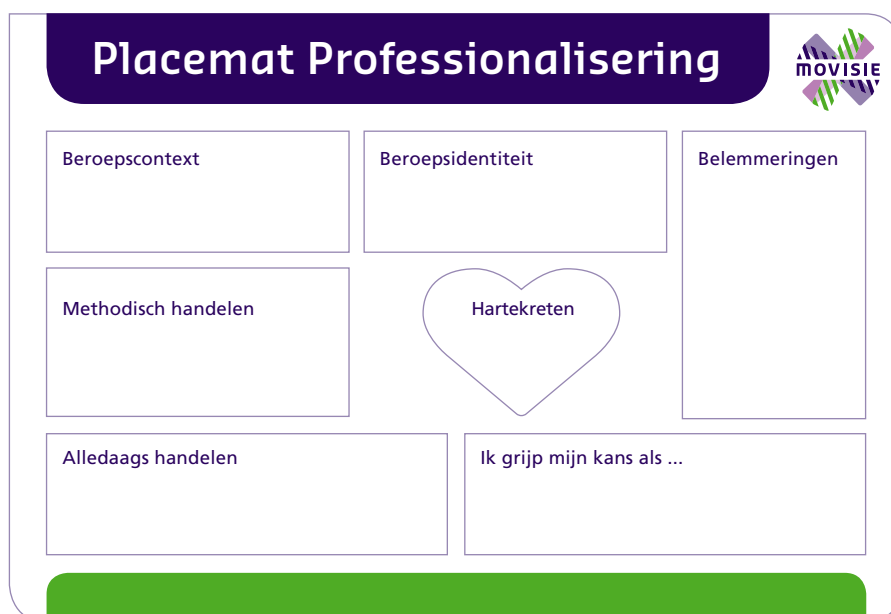 Placemat Professionalisering
MOVISIE
Beroepscontext
Beroepsidentiteit
Belemmeringen
Methodisch handelen
Hartekreten
Alledaags handelen
Ik grijp mijn kans als ...